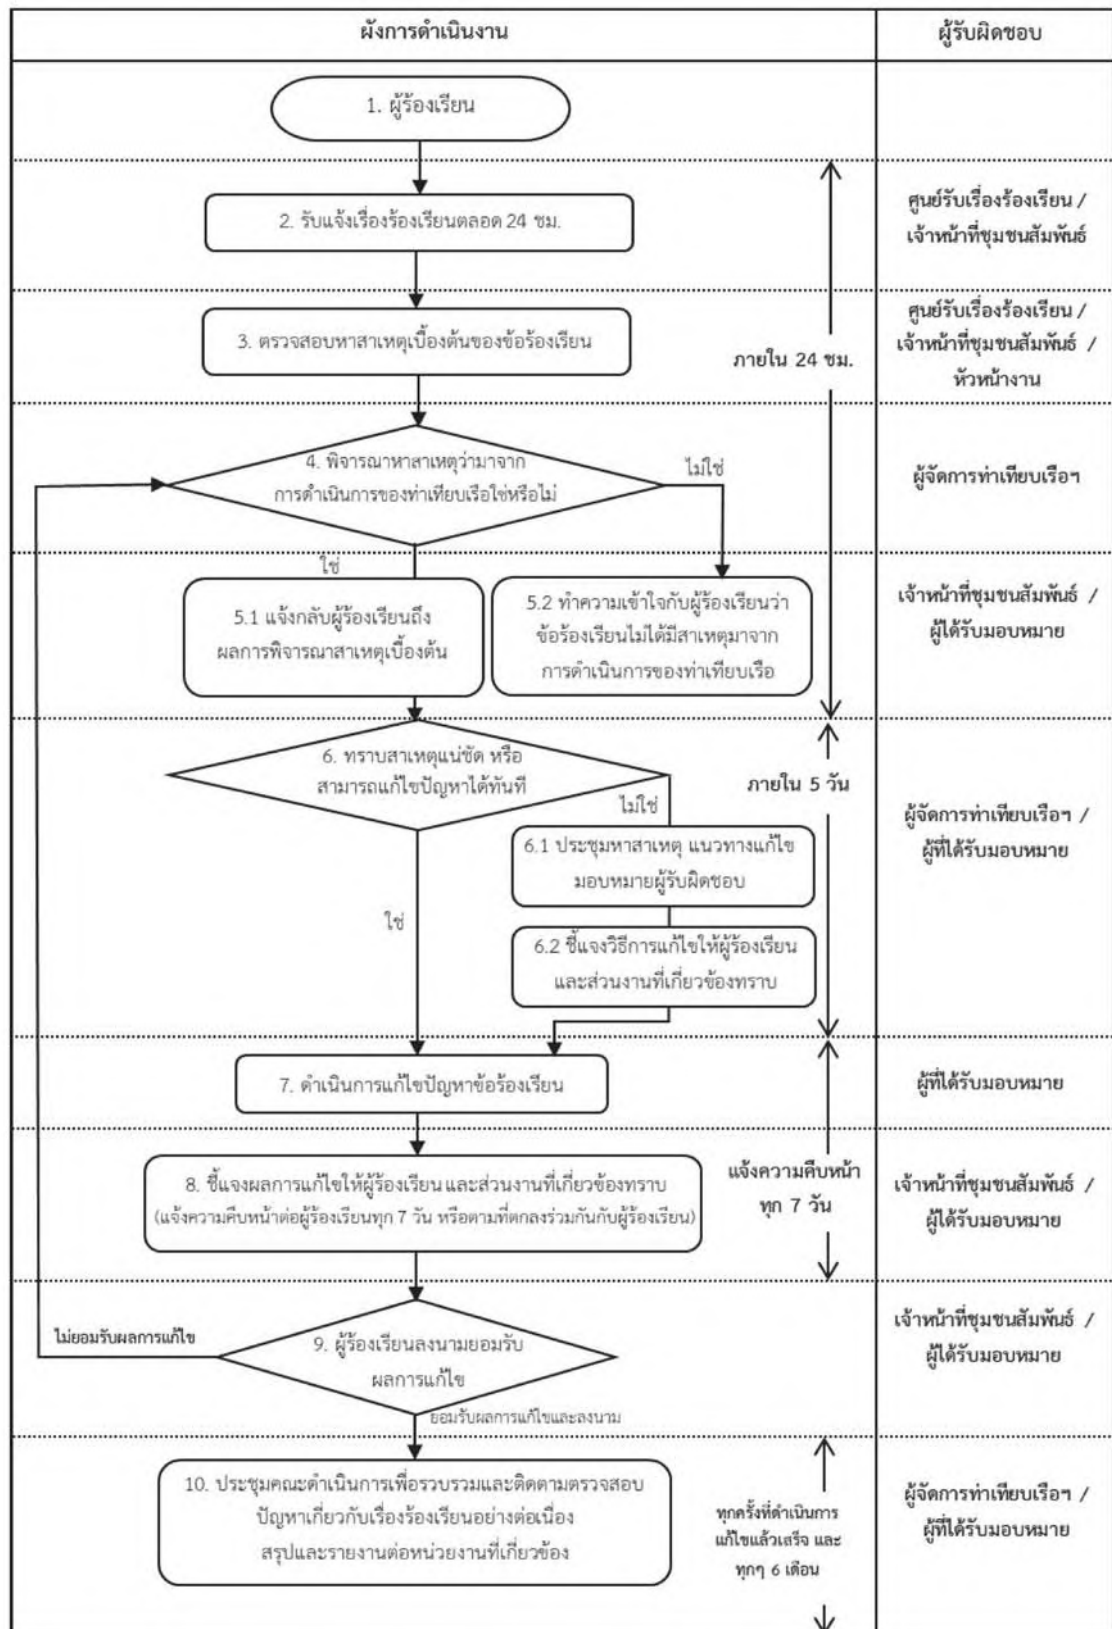 ผังการดำเนินงาน
ผู้รับผิดชอบ
1. ผู้ร้องเรียน
2. รับแจ้งเรื่องร้องเรียนตลอด 24 ชม.
ศูนย์รับเรื่องร้องเรียน /
เจ้าหน้าที่ชุมชนสัมพันธ์
3. ตรวจสอบหาสาเหตุเบื้องต้นของข้อร้องเรียน
ภายใน 24 ชม.
ศูนย์รับเรื่องร้องเรียน /
เจ้าหน้าที่ชุมชนสัมพันธ์ /
หัวหน้างาน
4. พิจารณาหาสาเหตุว่ามาจาก
การดำเนินการของท่าเทียบเรือใช่หรือไม่
ไม่ใช่
ผู้จัดการท่าเทียบเรือฯ
ใช่
5.1 แจ้งกลับผู้ร้องเรียนถึง
ผลการพิจารณาสาเหตุเบื้องต้น
5.2 ทำความเข้าใจกับผู้ร้องเรียนว่า
ข้อร้องเรียนไม่ได้มีสาเหตุมาจาก
การดำเนินการของท่าเทียบเรือ
เจ้าหน้าที่ชุมชนสัมพันธ์ /
ผู้ได้รับมอบหมาย
6. ทราบสาเหตุแน่ชัด หรือ
สามารถแก้ไขปัญหาได้ทันที
ไม่ใช่
ภายใน 5 วัน
ผู้จัดการท่าเทียบเรือฯ /
ผู้ที่ได้รับมอบหมาย
6.1 ประชุมหาสาเหตุ แนวทางแก้ไข
มอบหมายผู้รับผิดชอบ
ใช่
6.2 ชี้แจงวิธีการแก้ไขให้ผู้ร้องเรียน
และส่วนงานที่เกี่ยวข้องทราบ
7. ดำเนินการแก้ไขปัญหาข้อร้องเรียน
ผู้ที่ได้รับมอบหมาย
8. ชี้แจงผลการแก้ไขให้ผู้ร้องเรียน และส่วนงานที่เกี่ยวข้องทราบ
(แจ้งความคืบหน้าต่อผู้ร้องเรียนทุก 7 วัน หรือตามที่ตกลงร่วมกันกับผู้ร้องเรียน)
แจ้งความคืบหน้า
ทุก 7 วัน
เจ้าหน้าที่ชุมชนสัมพันธ์ /
ผู้ได้รับมอบหมาย
ไม่ยอมรับผลการแก้ไข
9. ผู้ร้องเรียนลงนามยอมรับ
ผลการแก้ไข
เจ้าหน้าที่ชุมชนสัมพันธ์ /
ผู้ได้รับมอบหมาย
ยอมรับผลการแก้ไขและลงนาม
10. ประชุมคณะดำเนินการเพื่อรวบรวมและติดตามตรวจสอบ
ปัญหาเกี่ยวกับเรื่องร้องเรียนอย่างต่อเนื่อง
สรุปและรายงานต่อหน่วยงานที่เกี่ยวข้อง
ทุกครั้งที่ดำเนินการ
แก้ไขแล้วเสร็จ และ
ทุกๆ 6 เดือน
ผู้จัดการท่าเทียบเรือฯ /
ผู้ที่ได้รับมอบหมาย